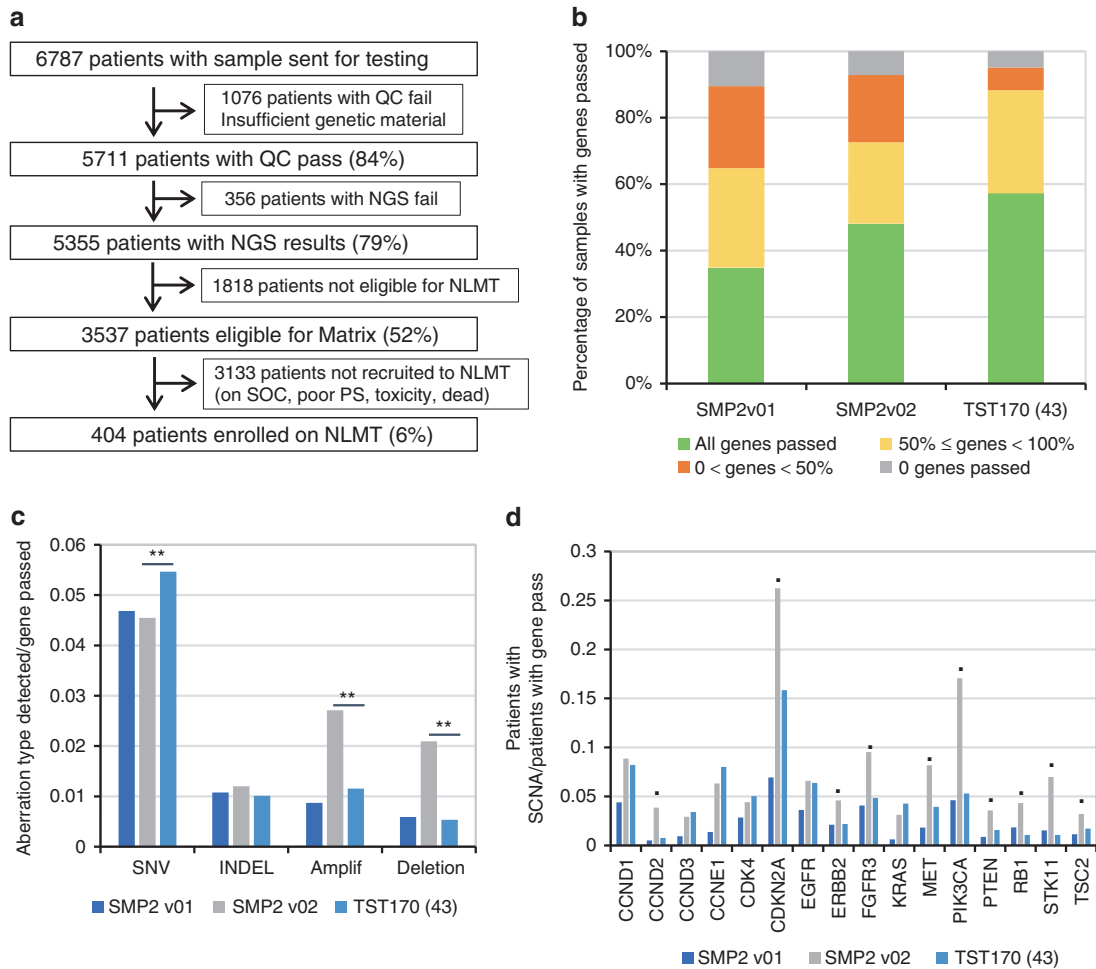 a
6787 patients with sample sent for testing
1076 patients with QC fail
Insufficient genetic material
5711 patients with QC pass (84%)
356 patients with NGS fail
5355 patients with NGS results (79%)
1818 patients not eligible for NLMT
3537 patients eligible for Matrix (52%)
3133 patients not recruited to NLMT
(on SOC, poor PS, toxicity, dead)
404 patients enrolled on NLMT (6%)
b
Percentage of samples with genes passed
100%
80%
60%
40%
20%
0%
SMP2v01
SMP2v02
TST170 (43)
All genes passed
50% ≤ genes < 100%
0 < genes < 50%
0 genes passed
c
Aberration type detected/gene passed
0.06
0.05
0.04
0.03
0.02
0.01
0
**
**
**
SNV
INDEL
Amplif
Deletion
SMP2 v01
SMP2 v02
TST170 (43)
d
Patients with
SCNA/patients with gene pass
0.3
0.25
0.2
0.15
0.1
0.05
0
CCND1
CCND2
CCND3
CCNE1
CDK4
CDKN2A
EGFR
ERBB2
FGFR3
KRAS
MET
PIK3CA
PTEN
RB1
STK11
TSC2
SMP2 v01
SMP2 v02
TST170 (43)